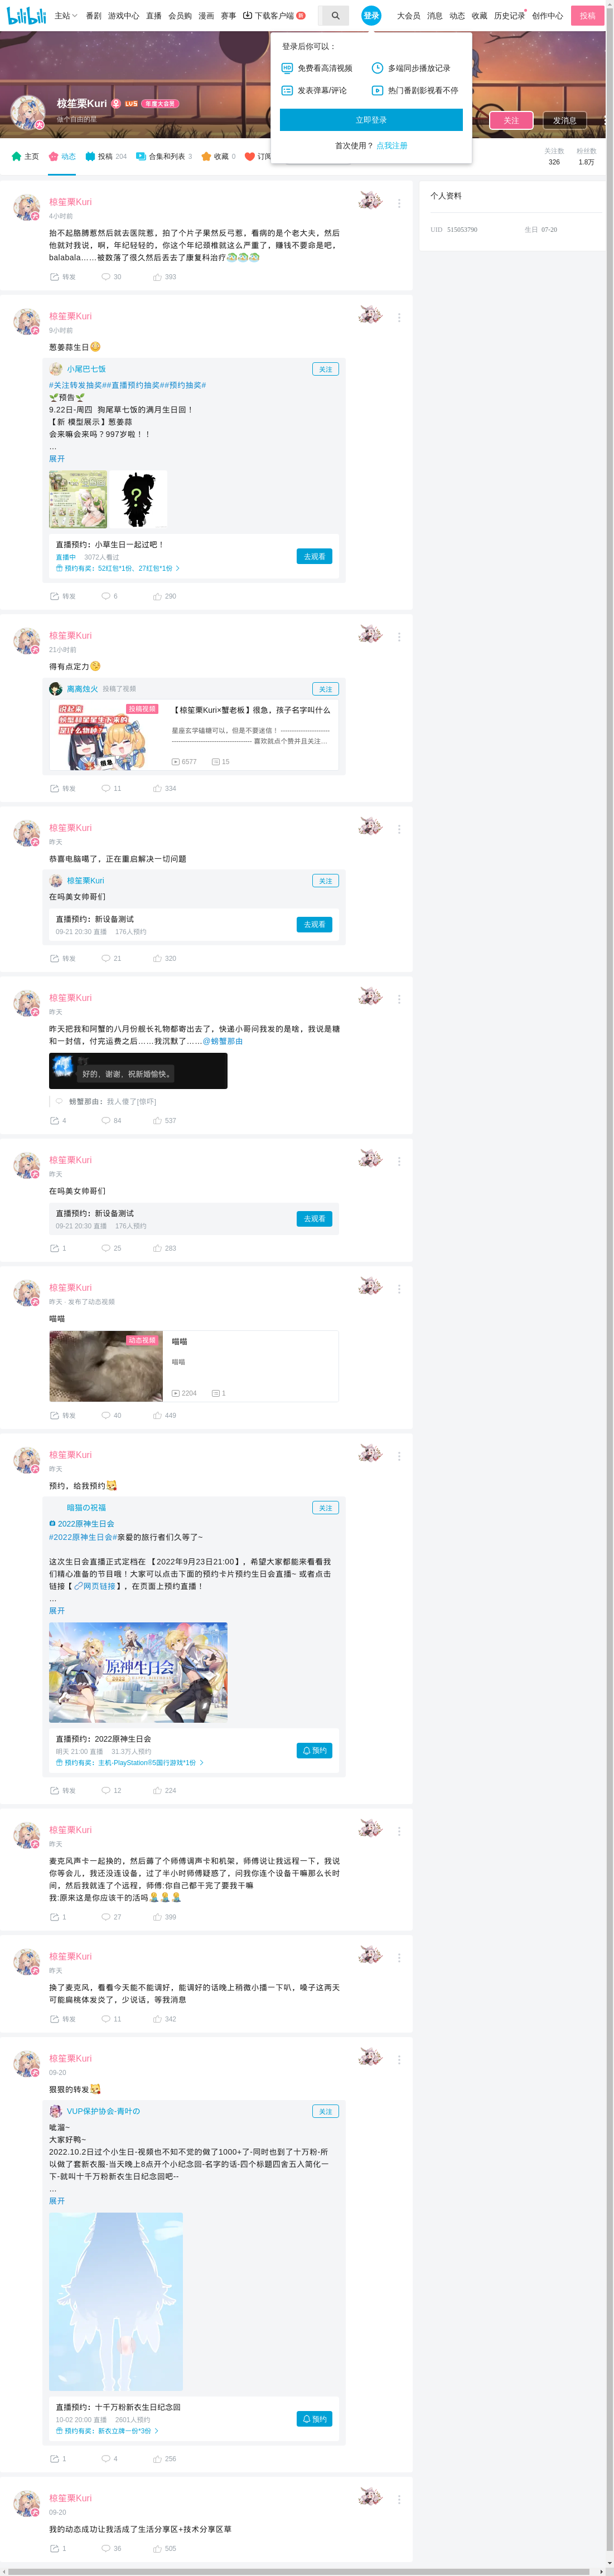 bilibili 主站 番剧 游戏中心 直播 会员购 漫画 赛事 下载客户端 登录 大会员 消息 动态 收藏 历史记录 创作中心 投稿
登录后你可以：
免费看高清视频 多端同步播放记录
发表弹幕/评论 热门番剧影视看不停
立即登录
首次使用？ 点我注册
椋笙栗Kuri LV5 年度大会员
做个自由的星
关注 发消息
主页 动态 投稿 204 合集和列表 3 收藏 0 订阅
关注数 粉丝数
326 1.8万
个人资料
UID 515053790 生日 07-20
椋笙栗Kuri
4小时前
抬不起胳膊惹然后就去医院惹，拍了个片子果然反弓惹，看病的是个老大夫，然后
他就对我说，啊，年纪轻轻的，你这个年纪颈椎就这么严重了，赚钱不要命是吧，
balabala……被数落了很久然后丢去了康复科治疗
转发 30 393
椋笙栗Kuri
9小时前
葱姜蒜生日
小尾巴七饭 关注
#关注转发抽奖##直播预约抽奖##预约抽奖#
预告
9.22日-周四 狗尾草七饭的满月生日回！
【新 模型展示】葱姜蒜
会来嘛会来吗？997岁啦！！
...
展开
直播预约：小草生日一起过吧！
直播中 3072人看过
预约有奖：52红包*1份、27红包*1份
去观看
转发 6 290
椋笙栗Kuri
21小时前
得有点定力
离离烛火 投稿了视频 关注
投稿视频
【椋笙栗Kuri×蟹老板】很急，孩子名字叫什么
星座玄学磕糖可以，但是不要迷信！ ----------------------
------------------------------------ 喜欢就点个赞并且关注...
6577 15
转发 11 334
椋笙栗Kuri
昨天
恭喜电脑噶了，正在重启解决一切问题
椋笙栗Kuri 关注
在吗美女帅哥们
直播预约：新设备测试
09-21 20:30 直播 176人预约
去观看
转发 21 320
椋笙栗Kuri
昨天
昨天把我和阿蟹的八月份舰长礼物都寄出去了，快递小哥问我发的是啥，我说是糖
和一封信，付完运费之后……我沉默了……@螃蟹那由
好的，谢谢，祝新婚愉快。
螃蟹那由：我人傻了[惊吓]
4 84 537
椋笙栗Kuri
昨天
在吗美女帅哥们
直播预约：新设备测试
09-21 20:30 直播 176人预约
去观看
1 25 283
椋笙栗Kuri
昨天 · 发布了动态视频
喵喵
动态视频
喵喵
喵喵
2204 1
转发 40 449
椋笙栗Kuri
昨天
预约，给我预约
暗猫の祝福 关注
2022原神生日会
#2022原神生日会#亲爱的旅行者们久等了~
这次生日会直播正式定档在 【2022年9月23日21:00】，希望大家都能来看看我
们精心准备的节目哦！大家可以点击下面的预约卡片预约生日会直播~ 或者点击
链接【网页链接】，在页面上预约直播！
...
展开
原神生日会
2022
直播预约：2022原神生日会
明天 21:00 直播 31.3万人预约
预约有奖：主机-PlayStation®5国行游戏*1份
预约
转发 12 224
椋笙栗Kuri
昨天
麦克风声卡一起换的，然后薅了个师傅调声卡和机架，师傅说让我远程一下，我说
你等会儿，我还没连设备，过了半小时师傅疑惑了，问我你连个设备干嘛那么长时
间，然后我就连了个远程，师傅:你自己都干完了要我干嘛
我:原来这是你应该干的活吗
1 27 399
椋笙栗Kuri
昨天
换了麦克风，看看今天能不能调好，能调好的话晚上稍微小播一下叭，嗓子这两天
可能扁桃体发炎了，少说话，等我消息
转发 11 342
椋笙栗Kuri
09-20
狠狠的转发
VUP保护协会-青叶の 关注
呲溜~
大家好鸭~
2022.10.2日过个小生日-视频也不知不觉的做了1000+了-同时也到了十万粉-所
以做了套新衣服-当天晚上8点开个小纪念回-名字的话-四个标题四舍五入简化一
下-就叫十千万粉新衣生日纪念回吧--
...
展开
直播预约：十千万粉新衣生日纪念回
10-02 20:00 直播 2601人预约
预约有奖：新衣立牌一份*3份
预约
1 4 256
椋笙栗Kuri
09-20
我的动态成功让我活成了生活分享区+技术分享区草
1 36 505